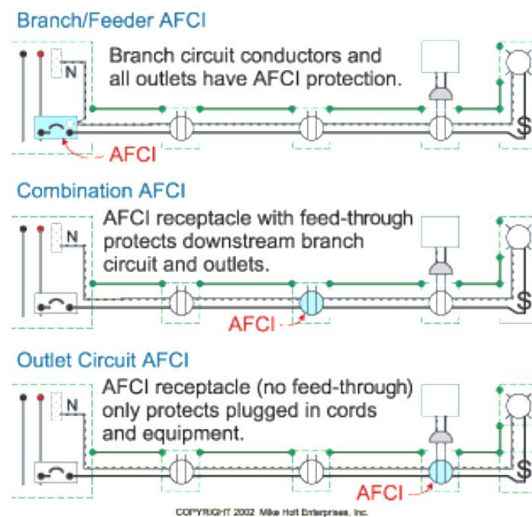 Branch/Feeder AFCI
Branch circuit conductors and
all outlets have AFCI protection.
N
AFCI
$
Combination AFCI
AFCI receptacle with feed-through
protects downstream branch
circuit and outlets.
N
AFCI
$
Outlet Circuit AFCI
AFCI receptacle (no feed-through)
only protects plugged in cords
and equipment.
N
AFCI
$
COPYRIGHT 2002 Mike Holt Enterprises, Inc.